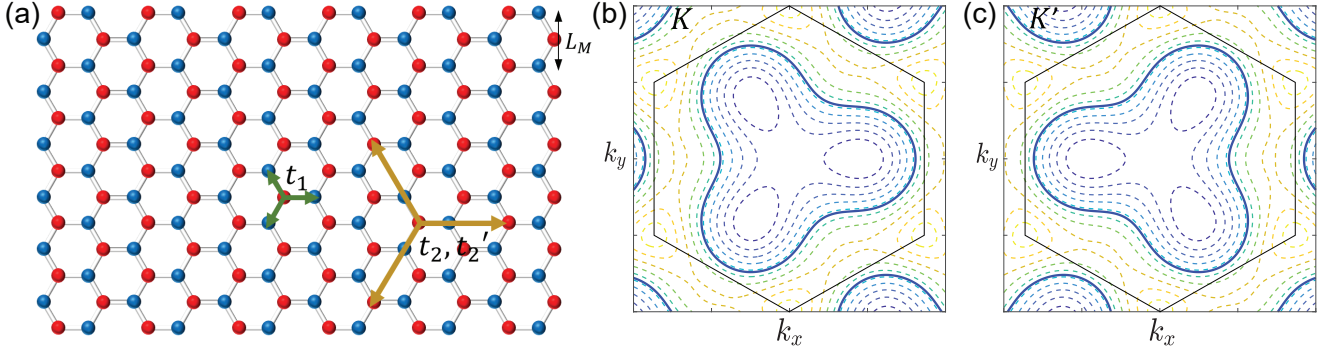 (a)
L_M
t_1
t_2, t_2'
(b)
K
k_y
k_x
(c)
K'
k_y
k_x